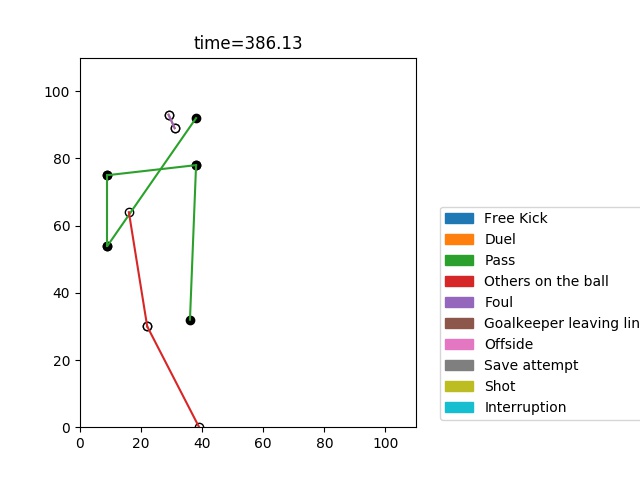 time=386.13
100
80
60
40
20
0
0 20 40 60 80 100
Free Kick
Duel
Pass
Others on the ball
Foul
Goalkeeper leaving lin
Offside
Save attempt
Shot
Interruption